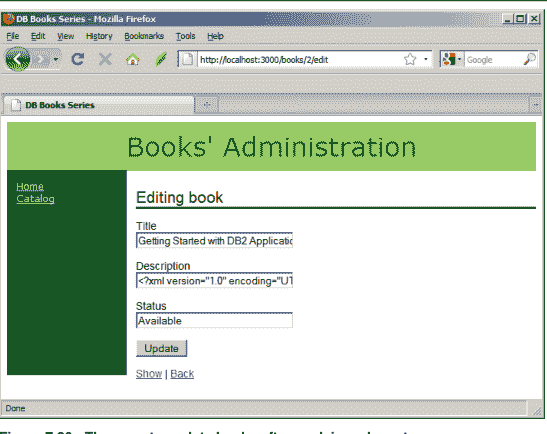 DB Books Series - Mozilla Firefox
File Edit View History Bookmarks Tools Help
http://localhost:3000/books/2/edit
Google
DB Books Series
Books' Administration
Home
Catalog
Editing book
Title
Getting Started with DB2 Applicatio
Description
<?xml version="1.0" encoding="UT
Status
Available
Update
Show | Back
Done